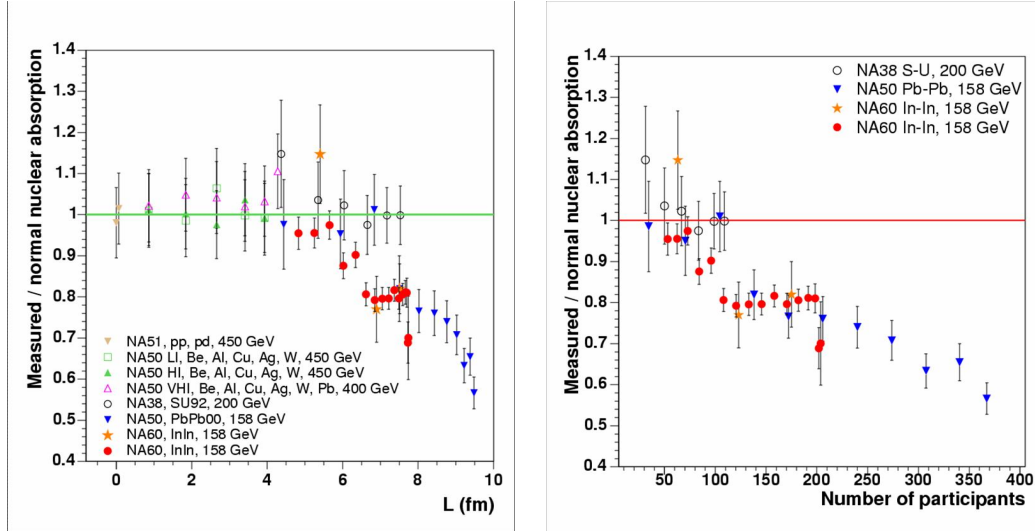 Measured / normal nuclear absorption
1.4
1.3
1.2
1.1
1
0.9
0.8
0.7
0.6
0.5
0.4
NA51, pp, pd, 450 GeV
NA50 LI, Be, Al, Cu, Ag, W, 450 GeV
NA50 HI, Be, Al, Cu, Ag, W, 450 GeV
NA50 VHI, Be, Al, Cu, Ag, W, Pb, 400 GeV
NA38, SU92, 200 GeV
NA50, PbPb00, 158 GeV
NA60, InIn, 158 GeV
NA60, InIn, 158 GeV
0 2 4 6 8 10
L (fm)
Measured / normal nuclear absorption
1.4
1.3
1.2
1.1
1
0.9
0.8
0.7
0.6
0.5
0.4
NA38 S-U, 200 GeV
NA50 Pb-Pb, 158 GeV
NA60 In-In, 158 GeV
NA60 In-In, 158 GeV
50 100 150 200 250 300 350 400
Number of participants